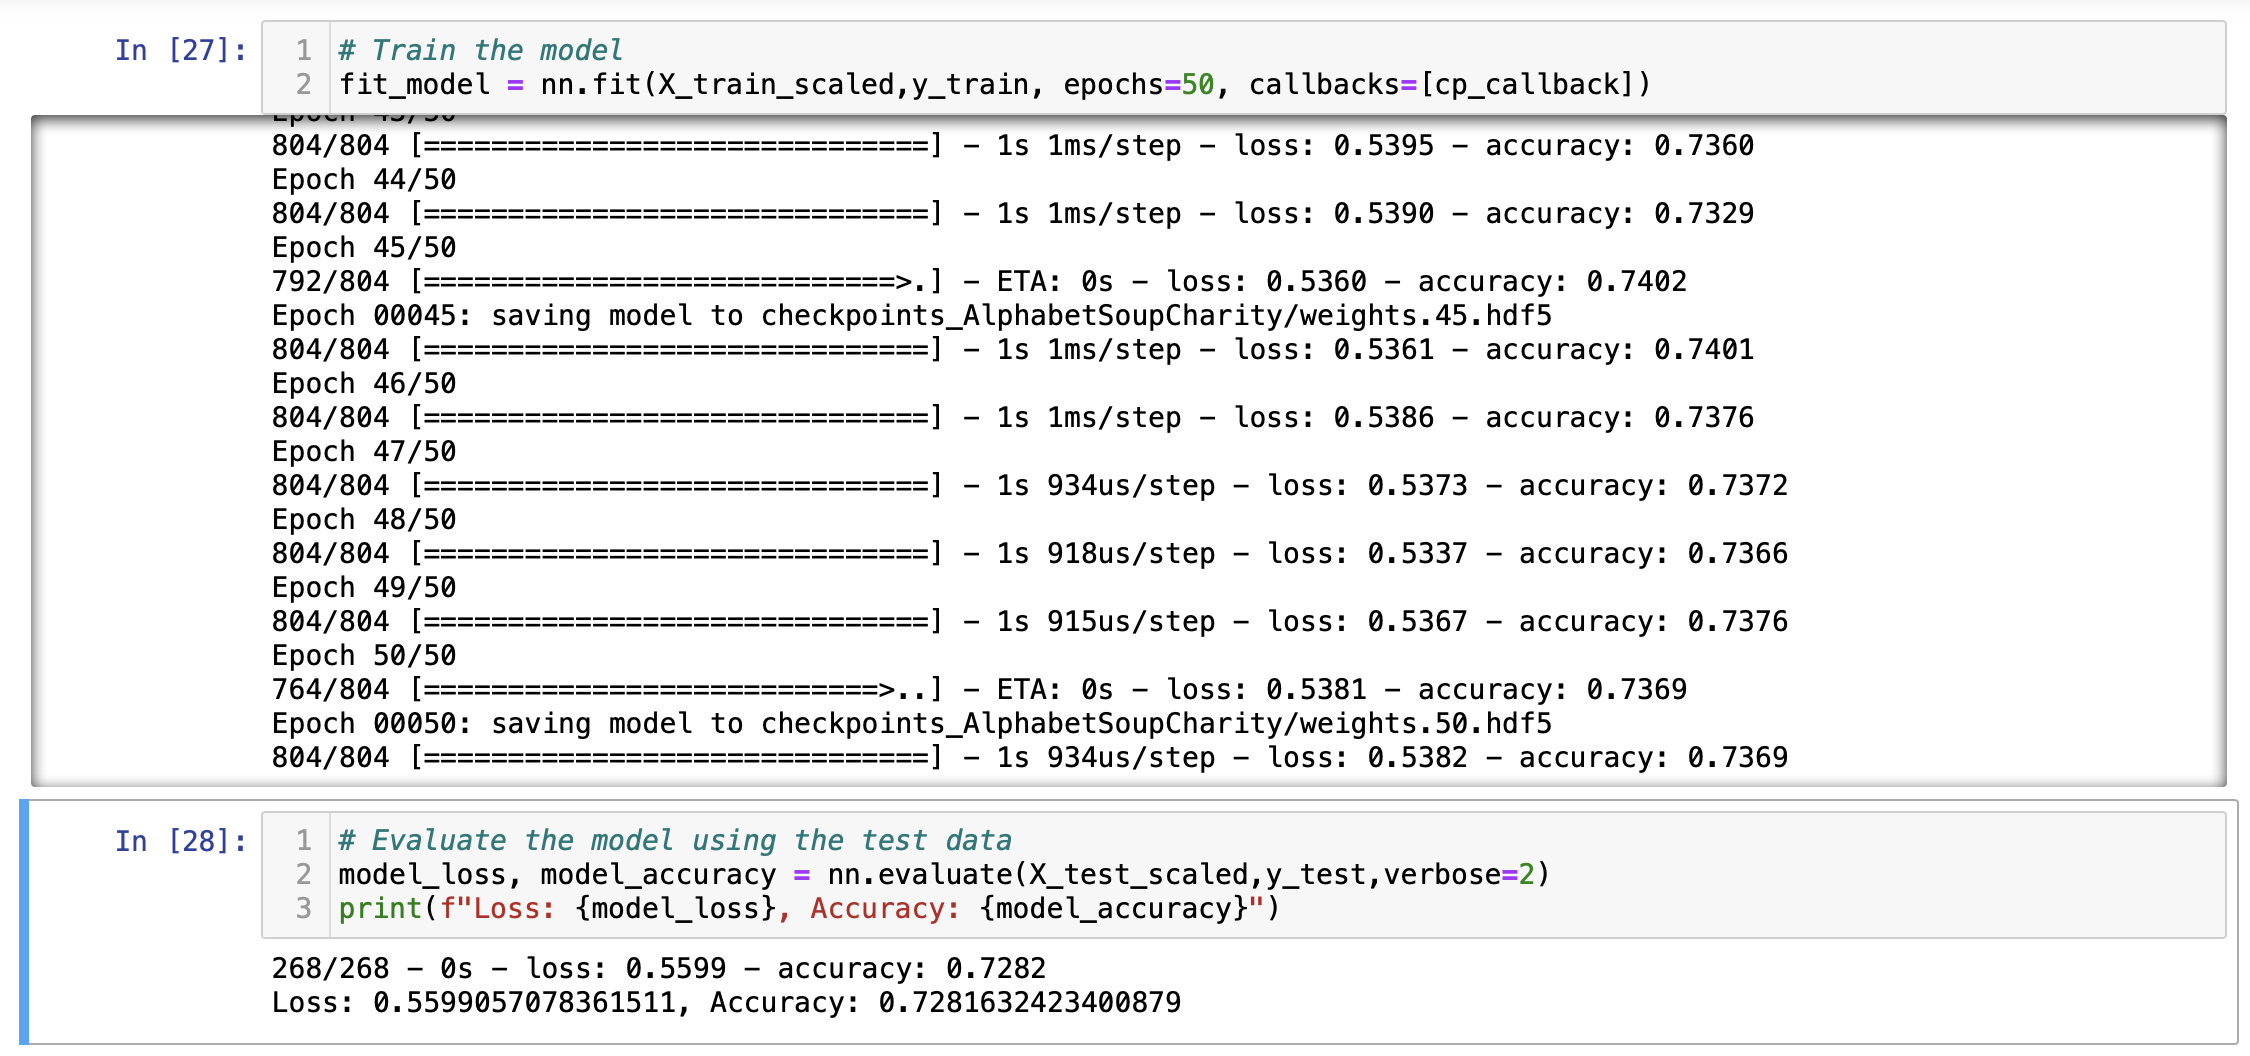 In [27]:
1 # Train the model
2 fit_model = nn.fit(X_train_scaled,y_train, epochs=50, callbacks=[cp_callback])
804/804 [==============================] - 1s 1ms/step - loss: 0.5395 - accuracy: 0.7360
Epoch 44/50
804/804 [==============================] - 1s 1ms/step - loss: 0.5390 - accuracy: 0.7329
Epoch 45/50
792/804 [============================>.] - ETA: 0s - loss: 0.5360 - accuracy: 0.7402
Epoch 00045: saving model to checkpoints_AlphabetSoupCharity/weights.45.hdf5
804/804 [==============================] - 1s 1ms/step - loss: 0.5361 - accuracy: 0.7401
Epoch 46/50
804/804 [==============================] - 1s 1ms/step - loss: 0.5386 - accuracy: 0.7376
Epoch 47/50
804/804 [==============================] - 1s 934us/step - loss: 0.5373 - accuracy: 0.7372
Epoch 48/50
804/804 [==============================] - 1s 918us/step - loss: 0.5337 - accuracy: 0.7366
Epoch 49/50
804/804 [==============================] - 1s 915us/step - loss: 0.5367 - accuracy: 0.7376
Epoch 50/50
764/804 [===========================>..] - ETA: 0s - loss: 0.5381 - accuracy: 0.7369
Epoch 00050: saving model to checkpoints_AlphabetSoupCharity/weights.50.hdf5
804/804 [==============================] - 1s 934us/step - loss: 0.5382 - accuracy: 0.7369
In [28]:
1 # Evaluate the model using the test data
2 model_loss, model_accuracy = nn.evaluate(X_test_scaled,y_test,verbose=2)
3 print(f"Loss: {model_loss}, Accuracy: {model_accuracy}")
268/268 - 0s - loss: 0.5599 - accuracy: 0.7282
Loss: 0.5599057078361511, Accuracy: 0.7281632423400879